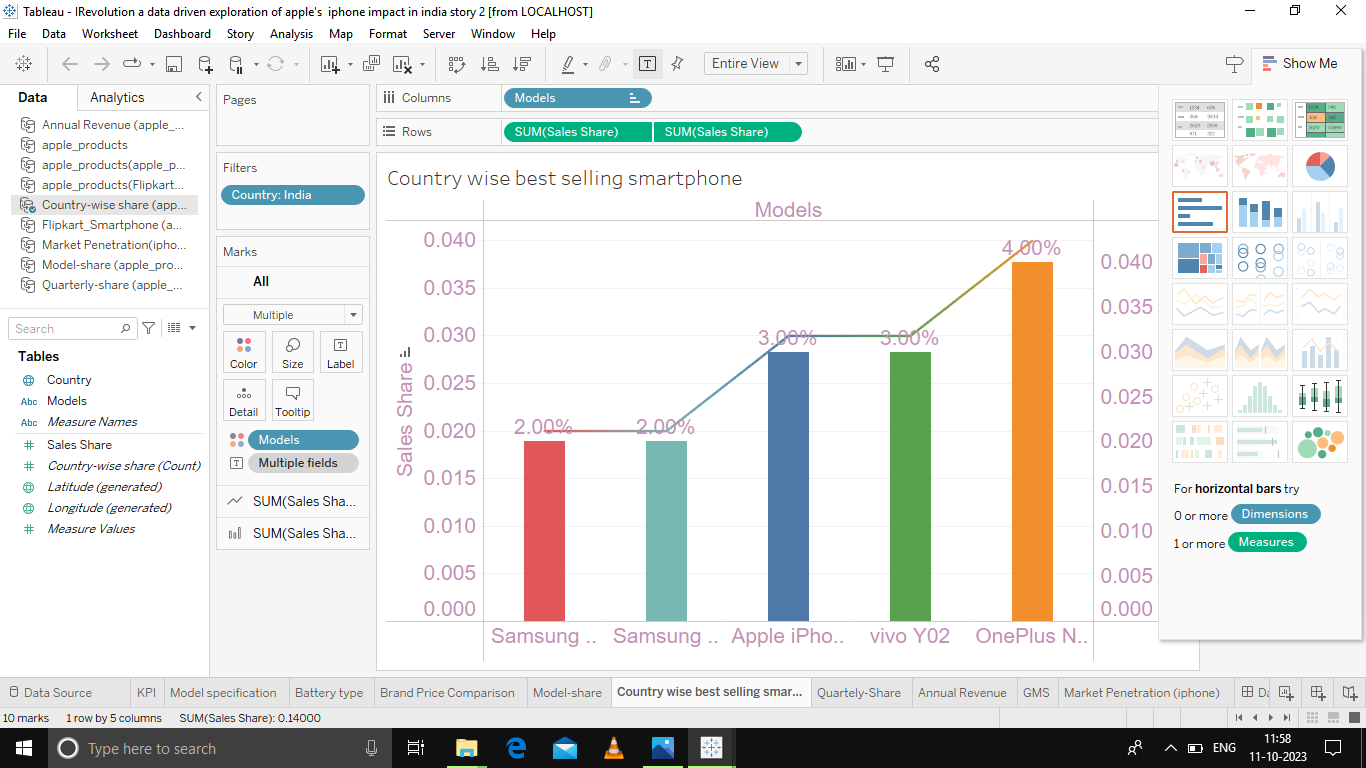 Tableau - IRevolution a data driven exploration of apple's iphone impact in india story 2 [from LOCALHOST]
File Data Worksheet Dashboard Story Analysis Map Format Server Window Help
Entire View
Show Me
Data Analytics
Annual Revenue (apple_...
apple_products
apple_products(apple_p...
apple_products(Flipkart...
Country-wise share (app...
Flipkart_Smartphone (a...
Market Penetration(ipho...
Model-share (apple_pro...
Quarterly-share (apple_...
Search
Tables
Country
Abc Models
Abc Measure Names
Sales Share
Country-wise share (Count)
Latitude (generated)
Longitude (generated)
Measure Values
Pages
Filters
Country: India
Marks
All
Multiple
Color Size Label
Detail Tooltip
Models
Multiple fields
SUM(Sales Sha...
SUM(Sales Sha...
Columns Models
Rows SUM(Sales Share) SUM(Sales Share)
Country wise best selling smartphone
Models
Sales Share
0.040
0.035
0.030
0.025
0.020
0.015
0.010
0.005
0.000
2.00% 2.00% 3.00% 3.00% 4.00%
0.040
0.035
0.030
0.025
0.020
0.015
0.010
0.005
0.000
Samsung .. Samsung .. Apple iPho.. vivo Y02 OnePlus N..
For horizontal bars try
0 or more Dimensions
1 or more Measures
Data Source KPI Model specification Battery type Brand Price Comparison Model-share Country wise best selling smar... Quartely-Share Annual Revenue GMS Market Penetration (iphone) Da
10 marks 1 row by 5 columns SUM(Sales Share): 0.14000
Type here to search
ENG
11:58
11-10-2023